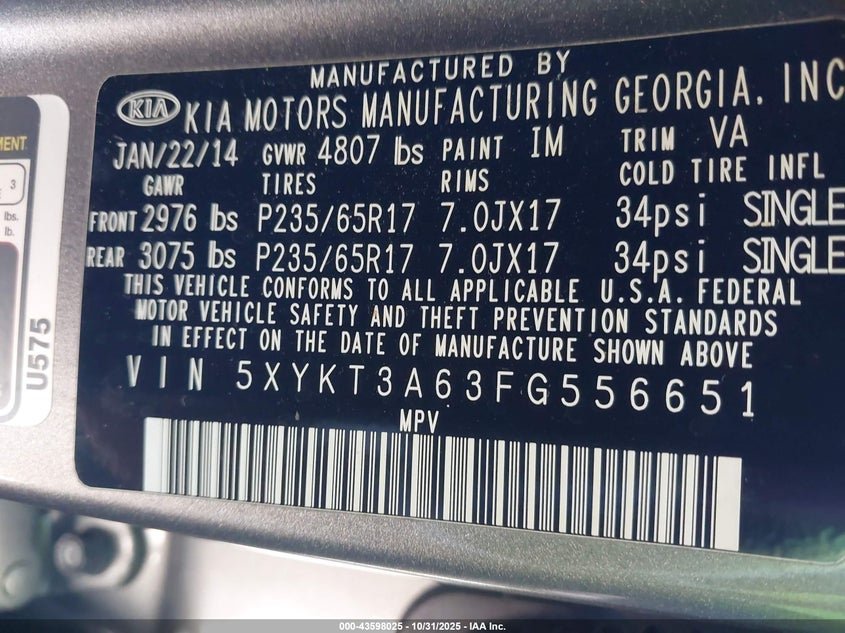 MANUFACTURED BY
KIA KIA MOTORS MANUFACTURING GEORGIA, INC
JAN/22/14 GVWR 4807 lbs PAINT IM TRIM VA
GAWR TIRES RIMS COLD TIRE INFL
FRONT 2976 lbs P235/65R17 7.0JX17 34psi SINGLE
REAR 3075 lbs P235/65R17 7.0JX17 34psi SINGLE
THIS VEHICLE CONFORMS TO ALL APPLICABLE U.S.A. FEDERAL
MOTOR VEHICLE SAFETY AND THEFT PREVENTION STANDARDS
IN EFFECT ON THE DATE OF MANUFACTURE SHOWN ABOVE
VIN 5XYKT3A63FG556651
MPV
MENT
3
lbs.
lb.
U575
000-43598025 - 10/31/2025 - IAA Inc.